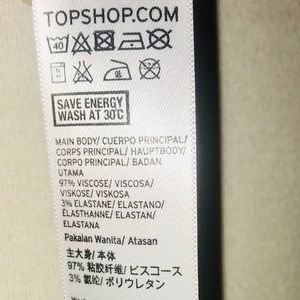 TOPSHOP.COM
40
SAVE ENERGY
WASH AT 30°C
MAIN BODY/ CUERPO PRINCIPAL/
CORPS PRINCIPAL/ HAUPTBODY/
CORPO PRINCIPAL/ BADAN
UTAMA
97% VISCOSE/ VISCOSA/
VISKOSE/ VISKOSA
3% ELASTANE/ ELASTANO/
ÉLASTHANNE/ ELASTAN/
ELASTANA
Pakaian Wanita/ Atasan
主大身/ 本体
97% 粘胶纤维/ ビスコース
3% 氨纶/ ポリウレタン